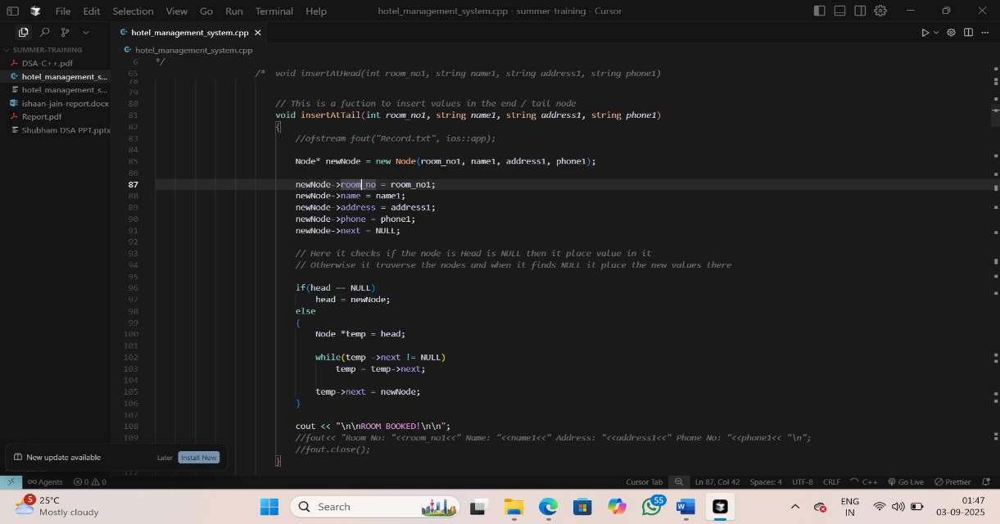 File Edit Selection View Go Run Terminal Help
hotel_management_system.cpp - summer-training - Cursor
SUMMER-TRAINING
DSA-C++.pdf
hotel_management_s...
hotel_management_s...
ishaan-jain-report.docx
Report.pdf
Shubham DSA PPT.pptx
hotel_management_system.cpp
hotel_management_system.cpp
6 */
65 /* void insertAtHead(int room_no1, string name1, string address1, string phone1)
78
79
80 // This is a fuction to insert values in the end / tail node
81 void insertAtTail(int room_no1, string name1, string address1, string phone1)
82 {
83 //ofstream fout("Record.txt", ios::app);
84
85 Node* newNode = new Node(room_no1, name1, address1, phone1);
86
87 newNode->room_no = room_no1;
88 newNode->name = name1;
89 newNode->address = address1;
90 newNode->phone = phone1;
91 newNode->next = NULL;
92
93 // Here it checks if the node is Head is NULL then it place value in it
94 // Otherwise it traverse the nodes and when it finds NULL it place the new values there
95
96 if(head == NULL)
97 head = newNode;
98 else
99 {
100 Node *temp = head;
101
102 while(temp ->next != NULL)
103 temp = temp->next;
104
105 temp->next = newNode;
106 }
107
108 cout << "\n\nROOM BOOKED!\n\n";
109 //fout<< "Room No: "<<room_no1<<" Name: "<<name1<<" Address: "<<address1<<" Phone No: "<<phone1<< "\n";
//fout.close();
}
112
New update available
Later Install Now
Agents 0 0
Cursor Tab Ln 87, Col 42 Spaces: 4 UTF-8 CRLF C++ Go Live Prettier
5 25°C
Mostly cloudy
Search
55
ENG
IN
01:47
03-09-2025